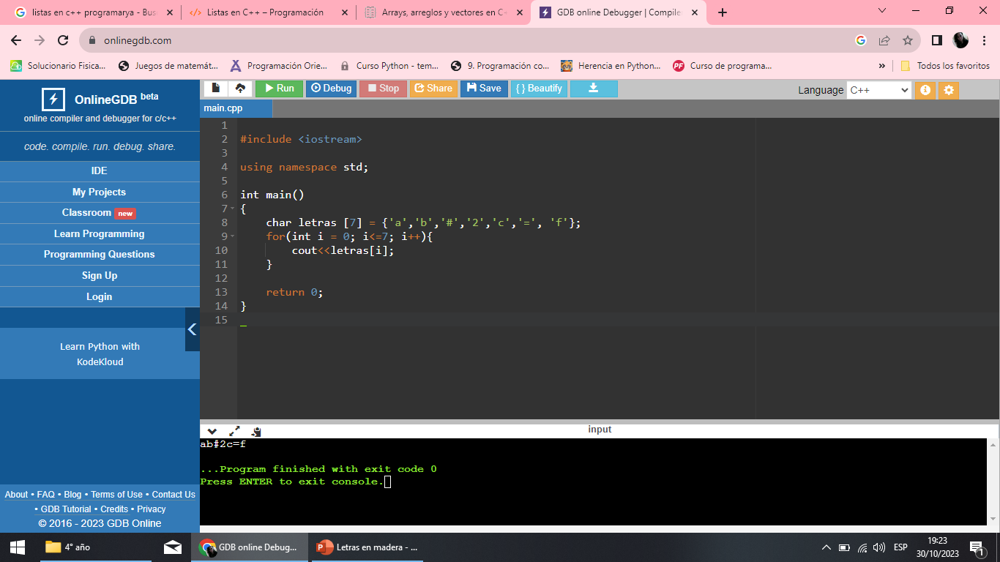 listas en c++ programarya - Bus
Listas en C++ – Programación
Arrays, arreglos y vectores en C+
GDB online Debugger | Compile
onlinegdb.com
Solucionario Fisica...
Juegos de matemát...
Programación Orie...
Curso Python - tem...
9. Programación co...
Herencia en Python...
Curso de programa...
»
Todos los favoritos
OnlineGDB beta
online compiler and debugger for c/c++
code. compile. run. debug. share.
IDE
My Projects
Classroom new
Learn Programming
Programming Questions
Sign Up
Login
Learn Python with
KodeKloud
About • FAQ • Blog • Terms of Use • Contact Us
• GDB Tutorial • Credits • Privacy
© 2016 - 2023 GDB Online
Run
Debug
Stop
Share
Save
{ } Beautify
Language C++
main.cpp
1
2 #include <iostream>
3
4 using namespace std;
5
6 int main()
7 {
8     char letras [7] = {'a','b','#','2','c','=', 'f'};
9     for(int i = 0; i<=7; i++){
10         cout<<letras[i];
11     }
12
13     return 0;
14 }
15
input
ab#2c=f
...Program finished with exit code 0
Press ENTER to exit console.
4° año
GDB online Debug...
Letras en madera - ...
ESP
19:23
30/10/2023
1